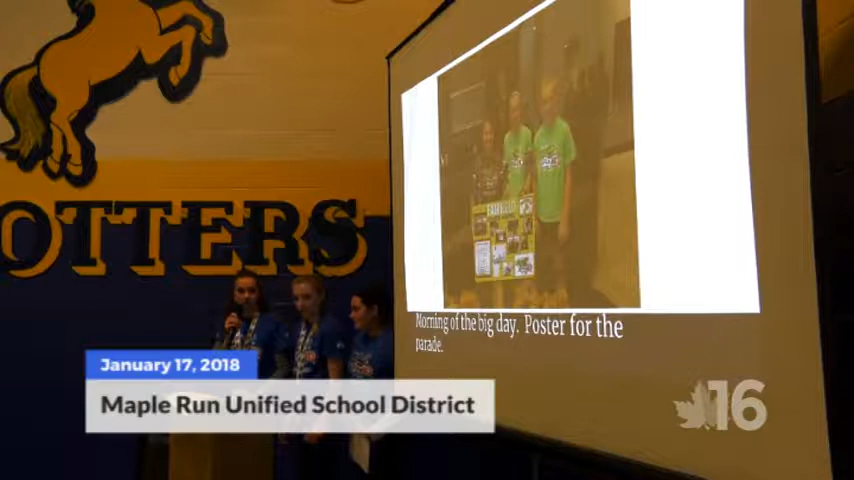 OTTERS
Morning of the big day. Poster for the
parade.
January 17, 2018
Maple Run Unified School District
16